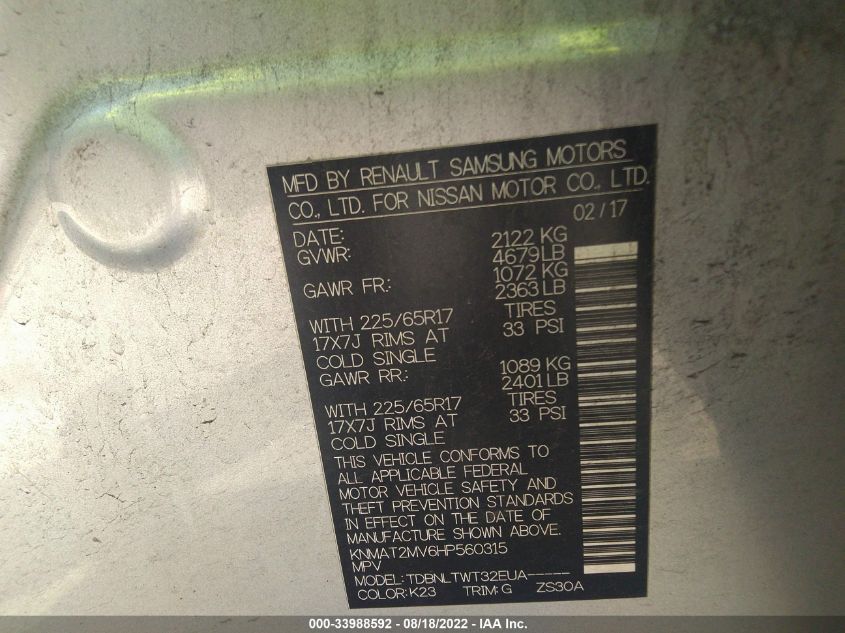 MFD BY RENAULT SAMSUNG MOTORS
CO., LTD. FOR NISSAN MOTOR CO., LTD.
02/17
DATE:
GVWR:
2122 KG
4679LB
GAWR FR.:
1072 KG
2363 LB
WITH 225/65R17
TIRES
17X7J RIMS AT
33 PSI
COLD SINGLE
GAWR RR.:
1089 KG
2401LB
WITH 225/65R17
TIRES
17X7J RIMS AT
33 PSI
COLD SINGLE
THIS VEHICLE CONFORMS TO
ALL APPLICABLE FEDERAL
MOTOR VEHICLE SAFETY AND
THEFT PREVENTION STANDARDS
IN EFFECT ON THE DATE OF
MANUFACTURE SHOWN ABOVE.
KNMAT2MV6HP560315
MPV
MODEL:TDBNLTWT32EUA-----
COLOR:K23 TRIM:G ZS30A
000-33988592 - 08/18/2022 - IAA Inc.